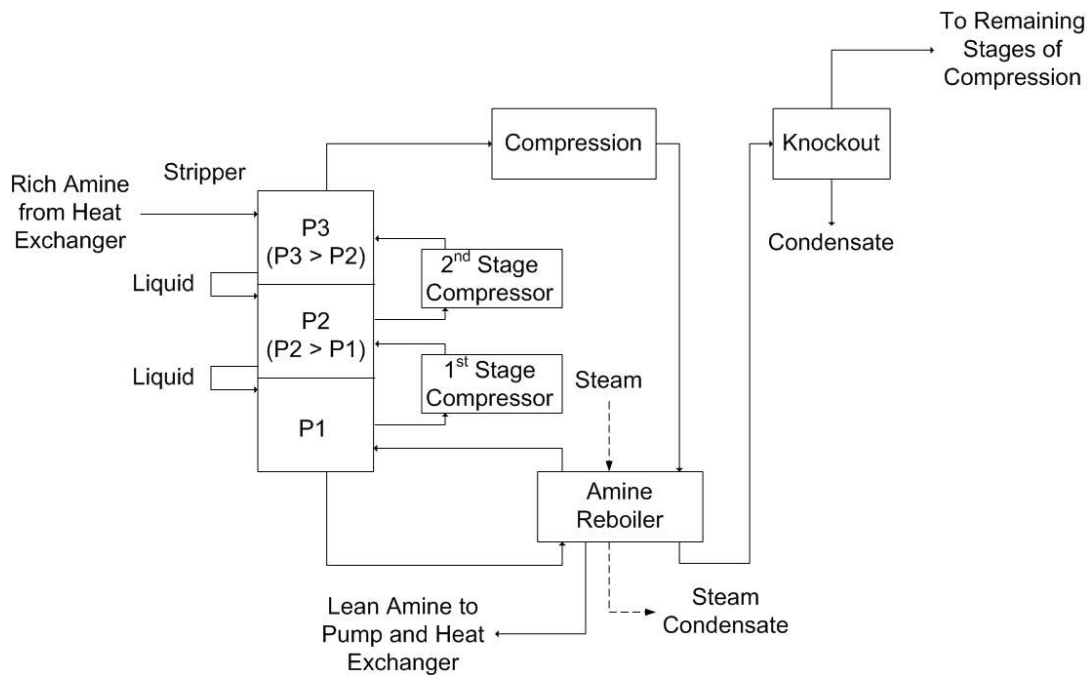 To Remaining
Stages of
Compression
Compression
Knockout
Stripper
Rich Amine
from Heat
Exchanger
P3
(P3 > P2)
2nd Stage
Compressor
Condensate
Liquid
P2
(P2 > P1)
1st Stage
Compressor
Liquid
Steam
P1
Amine
Reboiler
Lean Amine to
Pump and Heat
Exchanger
Steam
Condensate